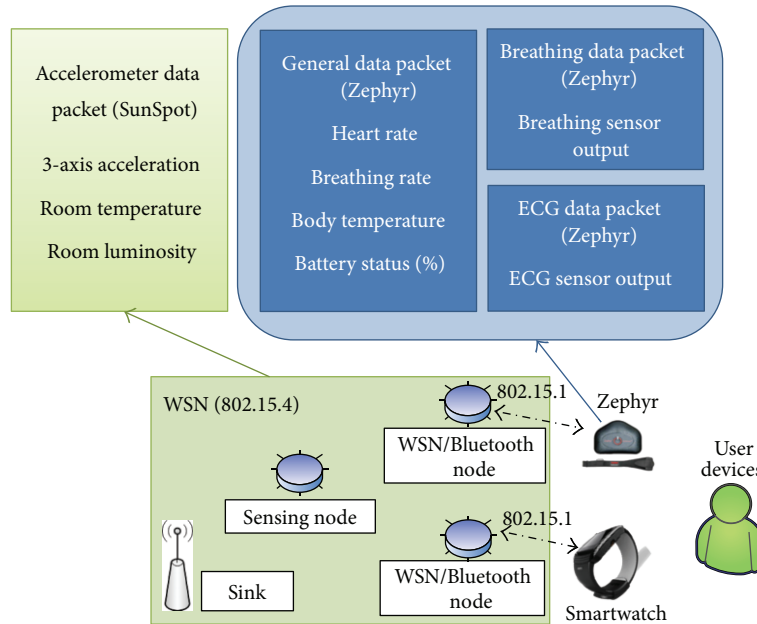 Accelerometer data
packet (SunSpot)
3-axis acceleration
Room temperature
Room luminosity
General data packet
(Zephyr)
Heart rate
Breathing rate
Body temperature
Battery status (%)
Breathing data packet
(Zephyr)
Breathing sensor
output
ECG data packet
(Zephyr)
ECG sensor output
WSN (802.15.4)
802.15.1
Zephyr
WSN/Bluetooth
node
User
devices
Sensing node
802.15.1
Sink
WSN/Bluetooth
node
Smartwatch